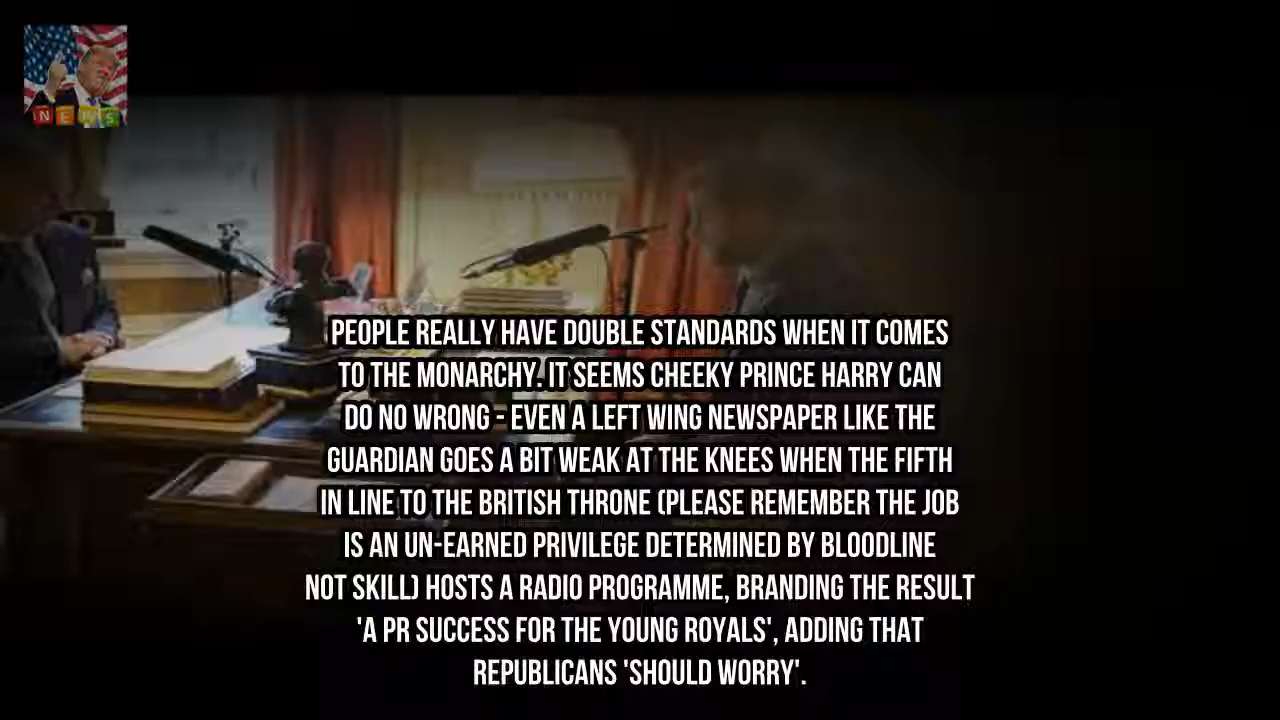 NEWS
PEOPLE REALLY HAVE DOUBLE STANDARDS WHEN IT COMES
TO THE MONARCHY. IT SEEMS CHEEKY PRINCE HARRY CAN
DO NO WRONG - EVEN A LEFT WING NEWSPAPER LIKE THE
GUARDIAN GOES A BIT WEAK AT THE KNEES WHEN THE FIFTH
IN LINE TO THE BRITISH THRONE (PLEASE REMEMBER THE JOB
IS AN UN-EARNED PRIVILEGE DETERMINED BY BLOODLINE
NOT SKILL) HOSTS A RADIO PROGRAMME, BRANDING THE RESULT
'A PR SUCCESS FOR THE YOUNG ROYALS', ADDING THAT
REPUBLICANS 'SHOULD WORRY'.